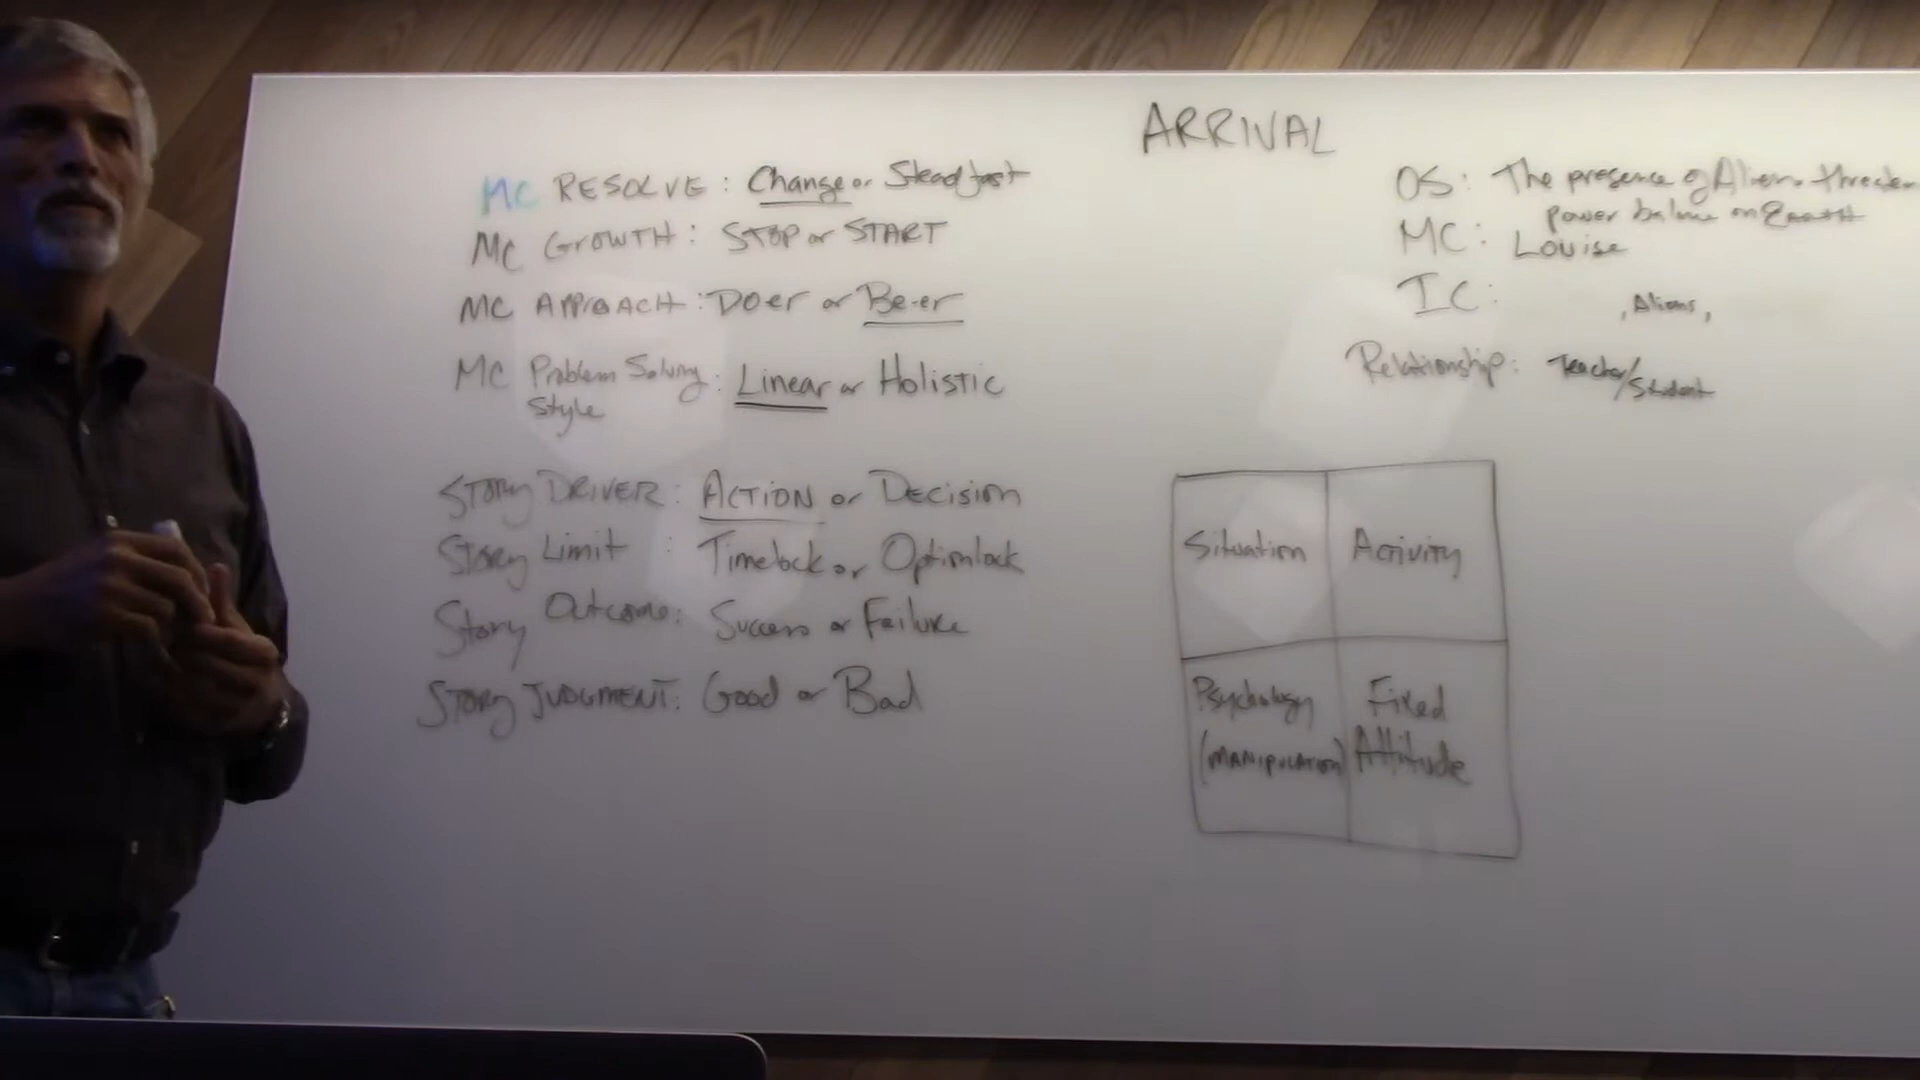 ARRIVAL
MC RESOLVE: Change or Steadfast
MC GROWTH: STOP or START
MC APPROACH: DOer or Be-er
MC Problem Solving
Style : Linear or Holistic
STORY DRIVER: ACTION or Decision
Story Limit : Timelock or Optionlock
Story Outcome: Success or Failure
STORY JUDGMENT: Good or Bad
OS: The presence of Aliens threaten
power balance on Earth
MC: Louise
IC: , Aliens,
Relationship: Teacher/
Student
Situation Activity
Psychology Fixed
(MANIPULATION) Attitude